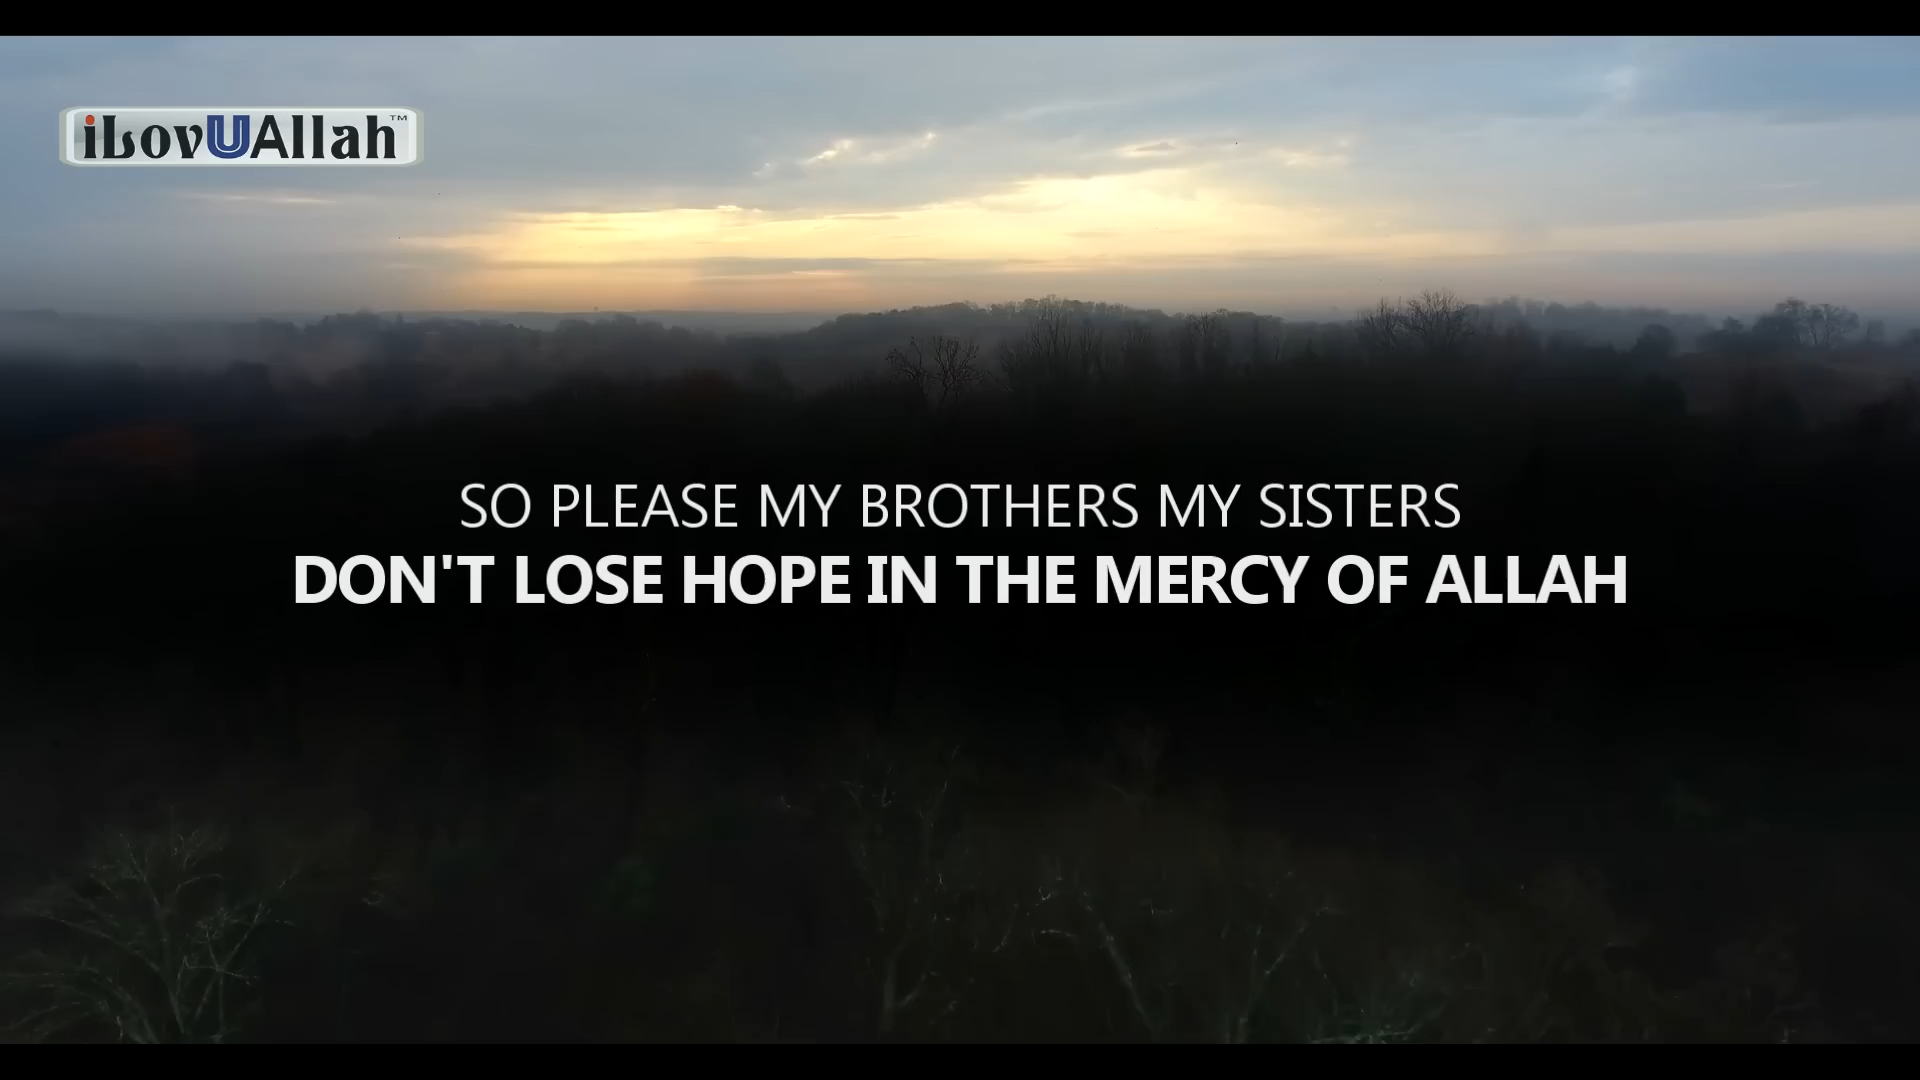 iLovUAllah™
SO PLEASE MY BROTHERS MY SISTERS
DON'T LOSE HOPE IN THE MERCY OF ALLAH